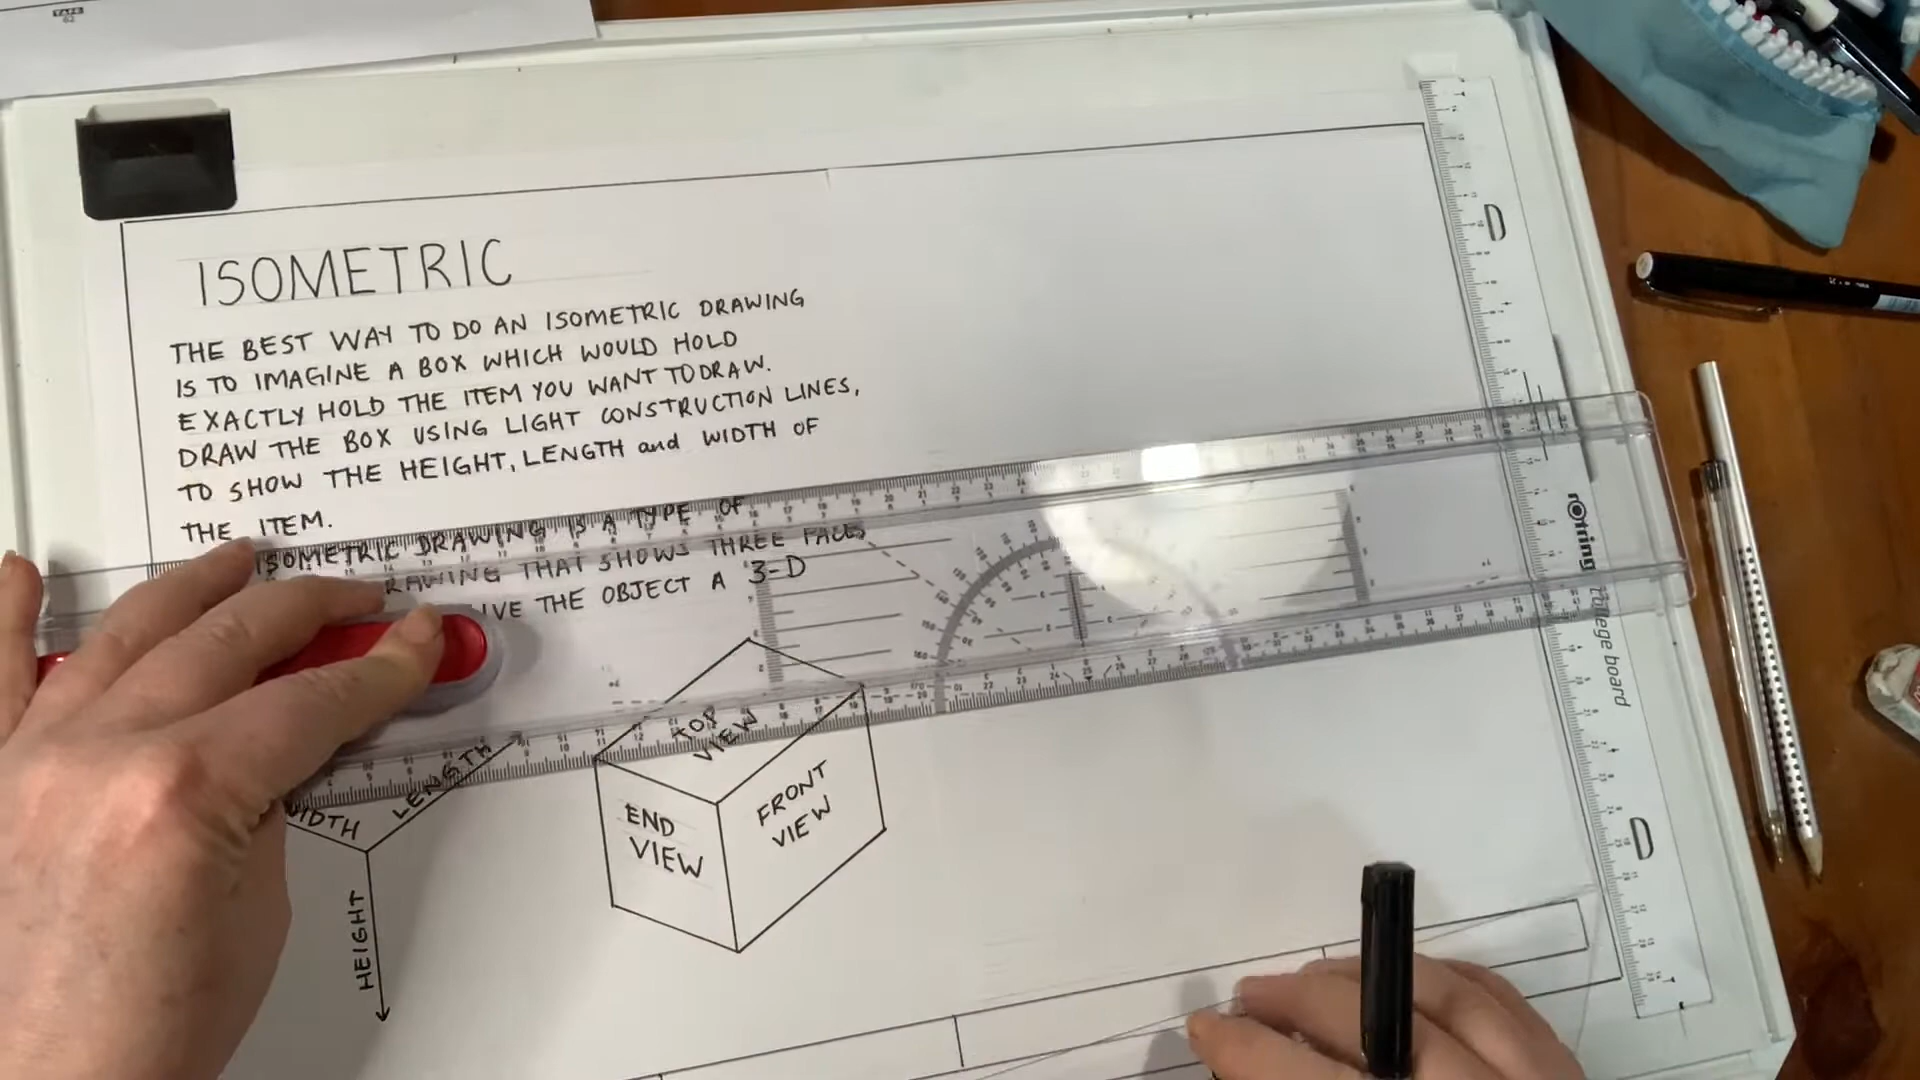 ISOMETRIC
THE BEST WAY TO DO AN ISOMETRIC DRAWING
IS TO IMAGINE A BOX WHICH WOULD HOLD
EXACTLY HOLD THE ITEM YOU WANT TO DRAW.
DRAW THE BOX USING LIGHT CONSTRUCTION LINES,
TO SHOW THE HEIGHT, LENGTH and WIDTH OF
THE ITEM.
ISOMETRIC DRAWING IS A TYPE OF
RAWING THAT SHOWS THREE FACES
IVE THE OBJECT A 3-D
WIDTH
LENGTH
HEIGHT
TOP
VIEW
END
VIEW
FRONT
VIEW
rotring
college board